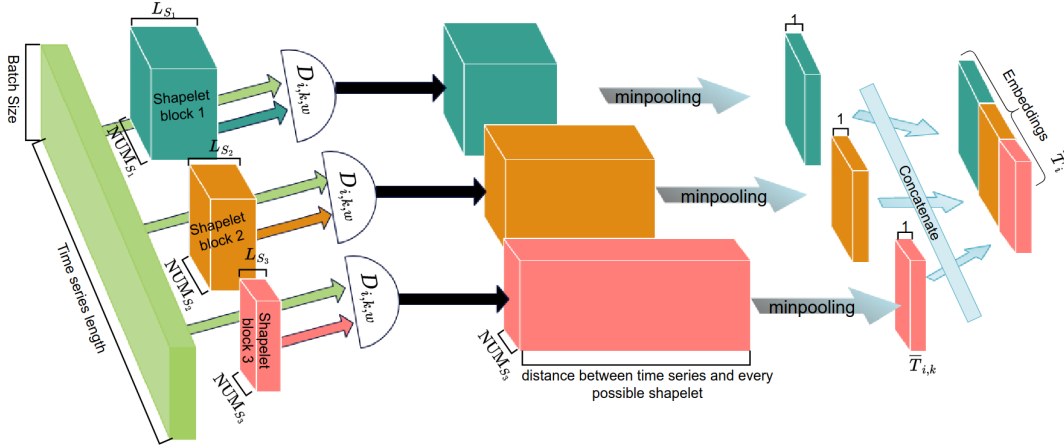 Batch Size
Time series length
L_{S_1}
Shapelet
block 1
NUM_{S_1}
D_{i,k,w}
minpooling
1
L_{S_2}
Shapelet
block 2
NUM_{S_2}
D_{i,k,w}
minpooling
1
L_{S_3}
Shapelet
block 3
NUM_{S_3}
D_{i,k,w}
NUM_{S_3}
distance between time series and every
possible shapelet
minpooling
1
\overline{T}_{i,k}
Concatenate
Embeddings
T_i